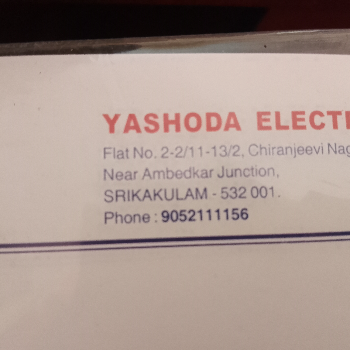 YASHODA ELECT
Flat No. 2-2/11-13/2, Chiranjeevi Nag
Near Ambedkar Junction,
SRIKAKULAM - 532 001.
Phone : 9052111156